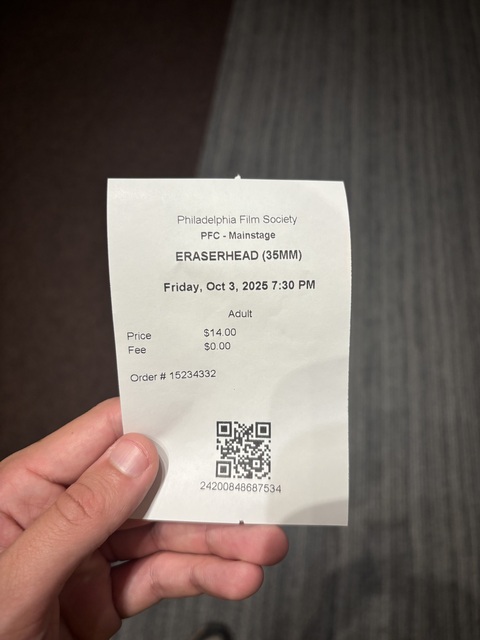 Philadelphia Film Society
PFC - Mainstage
ERASERHEAD (35MM)
Friday, Oct 3, 2025 7:30 PM
Adult
Price $14.00
Fee $0.00
Order # 15234332
24200848687534